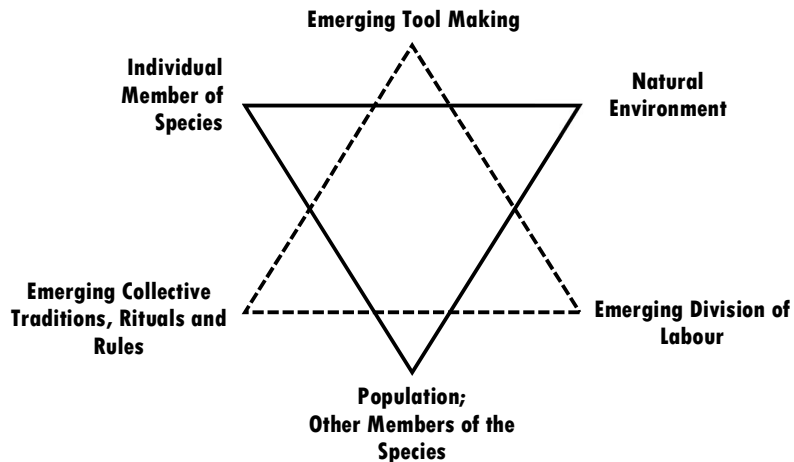 Emerging Tool Making
Individual
Member of
Species
Natural
Environment
Emerging Collective
Traditions, Rituals and
Rules
Emerging Division of
Labour
Population;
Other Members of the
Species